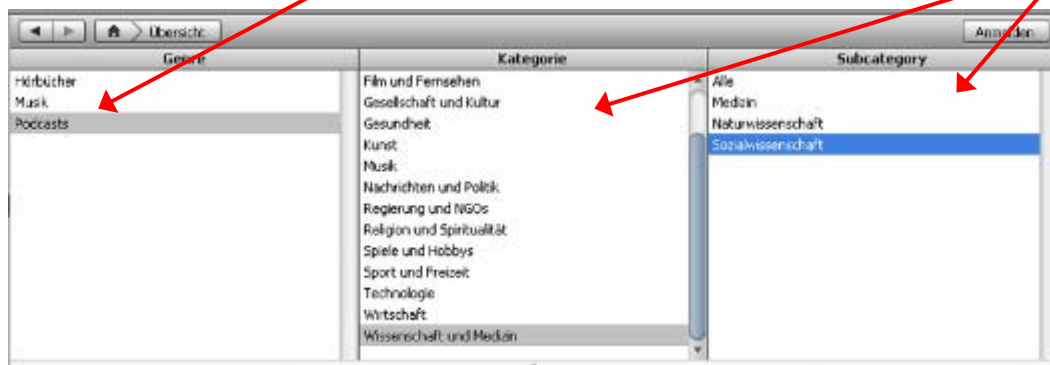 Übersicht
Anmelden
Genre
Kategorie
Subcategory
Hörbücher
Musik
Podcasts
Film und Fernsehen
Gesellschaft und Kultur
Gesundheit
Kunst
Musik
Nachrichten und Politik
Regierung und NGOs
Religion und Spiritualität
Spiele und Hobbys
Sport und Freizeit
Technologie
Wirtschaft
Wissenschaft und Medizin
Alle
Medizin
Naturwissenschaft
Sozialwissenschaft